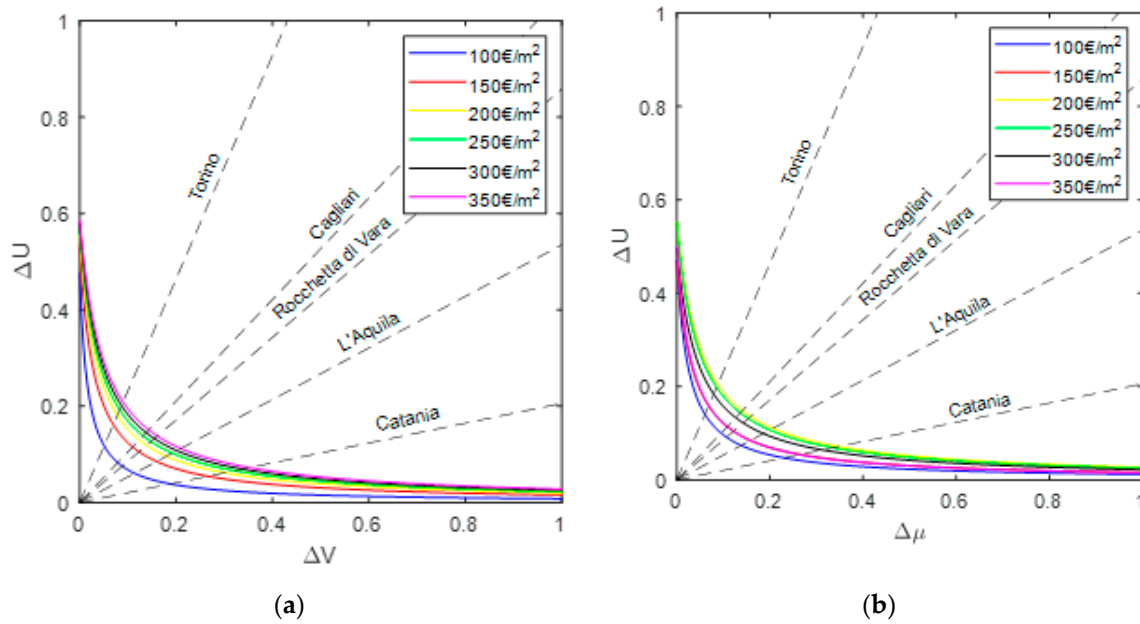 1
0.8
0.6
0.4
0.2
0
ΔU
0
0.2
0.4
0.6
0.8
1
ΔV
100€/m²
150€/m²
200€/m²
250€/m²
300€/m²
350€/m²
Torino
Cagliari
Rocchetta di Vara
L'Aquila
Catania
(a)
1
0.8
0.6
0.4
0.2
0
ΔU
0
0.2
0.4
0.6
0.8
1
Δμ
100€/m²
150€/m²
200€/m²
250€/m²
300€/m²
350€/m²
Torino
Cagliari
Rocchetta di Vara
L'Aquila
Catania
(b)